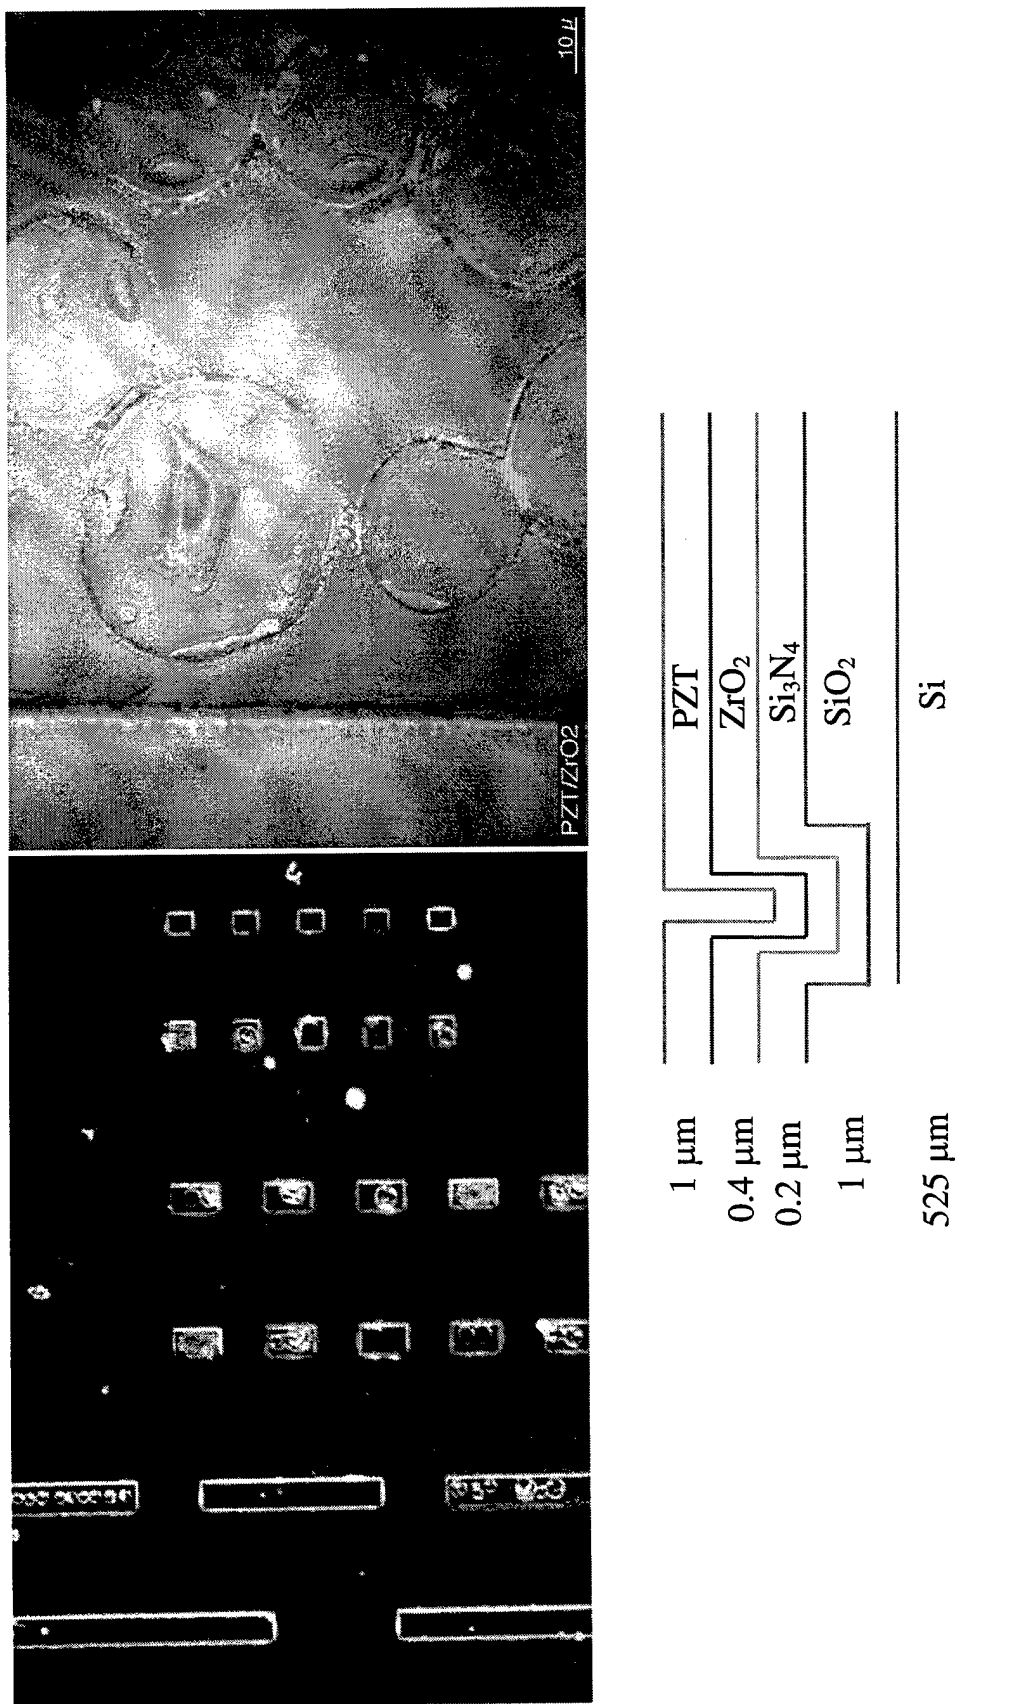 PZT/ZrO2
10 μ
1 μm PZT
0.4 μm ZrO₂
0.2 μm Si₃N₄
1 μm SiO₂
525 μm Si